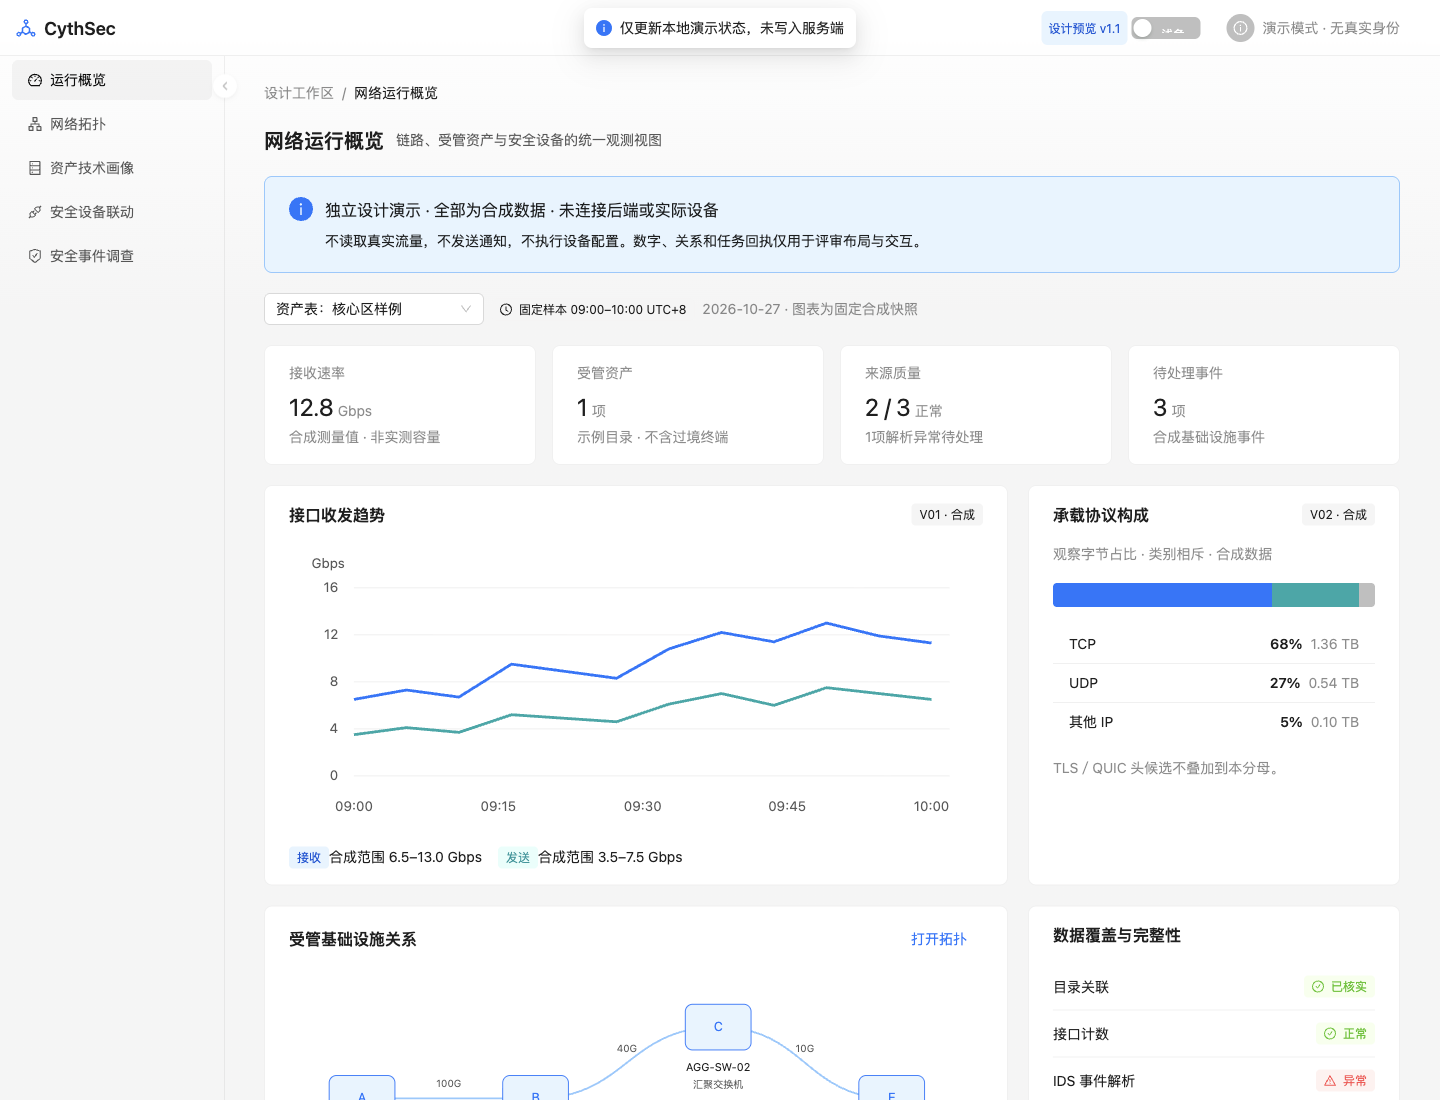 CythSec
仅更新本地演示状态，未写入服务端
设计预览 v1.1
演示模式 · 无真实身份
运行概览
网络拓扑
资产技术画像
安全设备联动
安全事件调查
设计工作区 / 网络运行概览
网络运行概览 链路、受管资产与安全设备的统一观测视图
独立设计演示 · 全部为合成数据 · 未连接后端或实际设备
不读取真实流量，不发送通知，不执行设备配置。数字、关系和任务回执仅用于评审布局与交互。
资产表：核心区样例
固定样本 09:00–10:00 UTC+8
2026-10-27 · 图表为固定合成快照
接收速率
12.8 Gbps
合成测量值 · 非实测容量
受管资产
1 项
示例目录 · 不含过境终端
来源质量
2 / 3 正常
1项解析异常待处理
待处理事件
3 项
合成基础设施事件
接口收发趋势
V01 · 合成
Gbps
16
12
8
4
0
09:00 09:15 09:30 09:45 10:00
接收 合成范围 6.5–13.0 Gbps
发送 合成范围 3.5–7.5 Gbps
承载协议构成
V02 · 合成
观察字节占比 · 类别相斥 · 合成数据
TCP 68% 1.36 TB
UDP 27% 0.54 TB
其他 IP 5% 0.10 TB
TLS / QUIC 头候选不叠加到本分母。
受管基础设施关系
打开拓扑
C
40G
10G
AGG-SW-02
汇聚交换机
100G
A
B
数据覆盖与完整性
目录关联 已核实
接口计数 正常
IDS 事件解析 异常